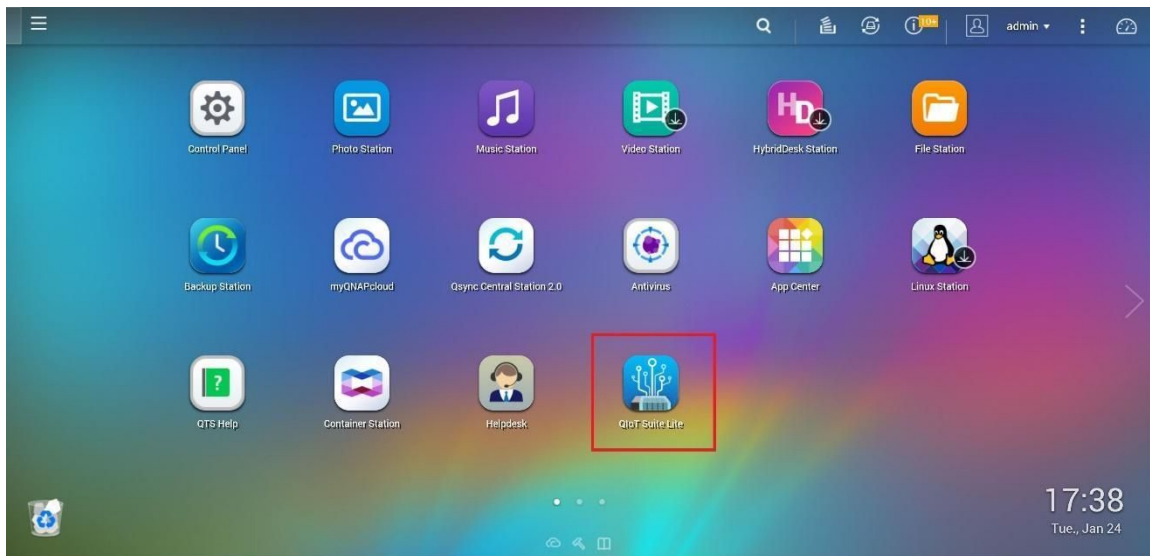 10+
admin
Control Panel
Photo Station
Music Station
Video Station
HD
HybridDesk Station
File Station
Backup Station
myQNAPcloud
Qsync Central Station 2.0
Antivirus
App Center
Linux Station
?
QTS Help
Container Station
Helpdesk
QIoT Suite Lite
17:38
Tue., Jan 24